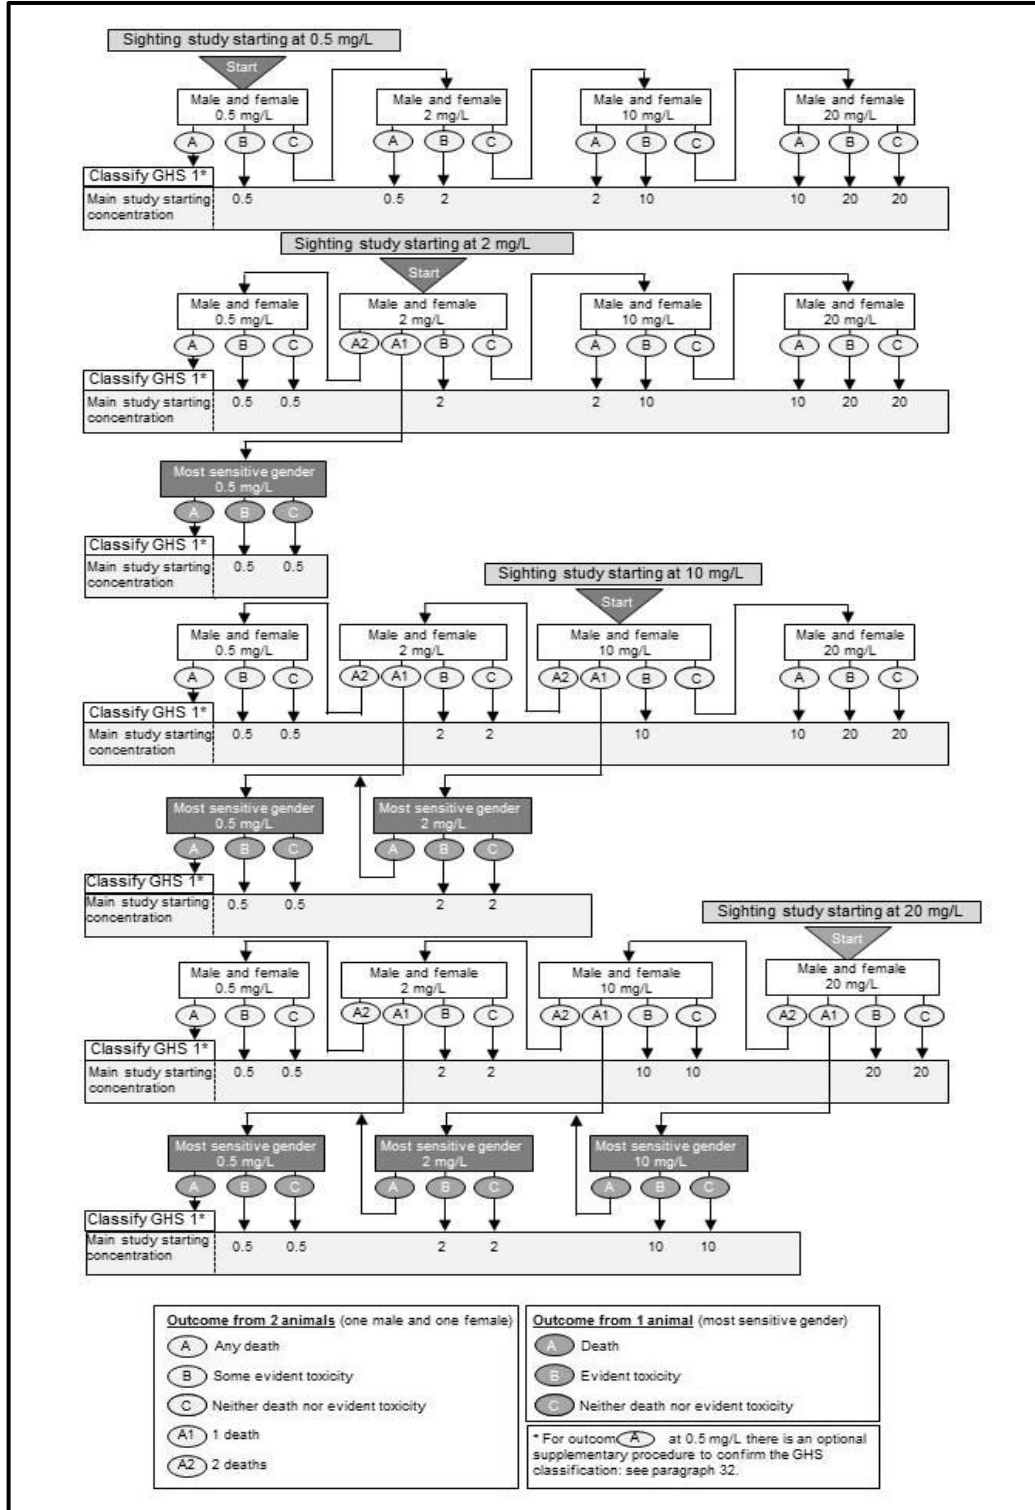 Sighting study starting at 0.5 mg/L
Start
Male and female Male and female Male and female Male and female
0.5 mg/L 2 mg/L 10 mg/L 20 mg/L
A B C A B C A B C A B C
Classify GHS 1*
Main study starting 0.5 0.5 2 2 10 10 20 20
concentration
Sighting study starting at 2 mg/L
Start
Male and female Male and female Male and female Male and female
0.5 mg/L 2 mg/L 10 mg/L 20 mg/L
A B C A2 A1 B C A B C A B C
Classify GHS 1*
Main study starting 0.5 0.5 2 2 10 10 20 20
concentration
Most sensitive gender
0.5 mg/L
A B C
Classify GHS 1*
Main study starting 0.5 0.5
concentration
Sighting study starting at 10 mg/L
Start
Male and female Male and female Male and female Male and female
0.5 mg/L 2 mg/L 10 mg/L 20 mg/L
A B C A2 A1 B C A2 A1 B C A B C
Classify GHS 1*
Main study starting 0.5 0.5 2 2 10 10 20 20
concentration
Most sensitive gender Most sensitive gender
0.5 mg/L 2 mg/L
A B C A B C
Classify GHS 1*
Main study starting 0.5 0.5 2 2
concentration
Sighting study starting at 20 mg/L
Start
Male and female Male and female Male and female Male and female
0.5 mg/L 2 mg/L 10 mg/L 20 mg/L
A B C A2 A1 B C A2 A1 B C A2 A1 B C
Classify GHS 1*
Main study starting 0.5 0.5 2 2 10 10 20 20
concentration
Most sensitive gender Most sensitive gender Most sensitive gender
0.5 mg/L 2 mg/L 10 mg/L
A B C A B C A B C
Classify GHS 1*
Main study starting 0.5 0.5 2 2 10 10
concentration
Outcome from 2 animals (one male and one female)
A Any death
B Some evident toxicity
C Neither death nor evident toxicity
A1 1 death
A2 2 deaths
Outcome from 1 animal (most sensitive gender)
A Death
B Evident toxicity
C Neither death nor evident toxicity
* For outcom A at 0.5 mg/L there is an optional
supplementary procedure to confirm the GHS
classification: see paragraph 32.